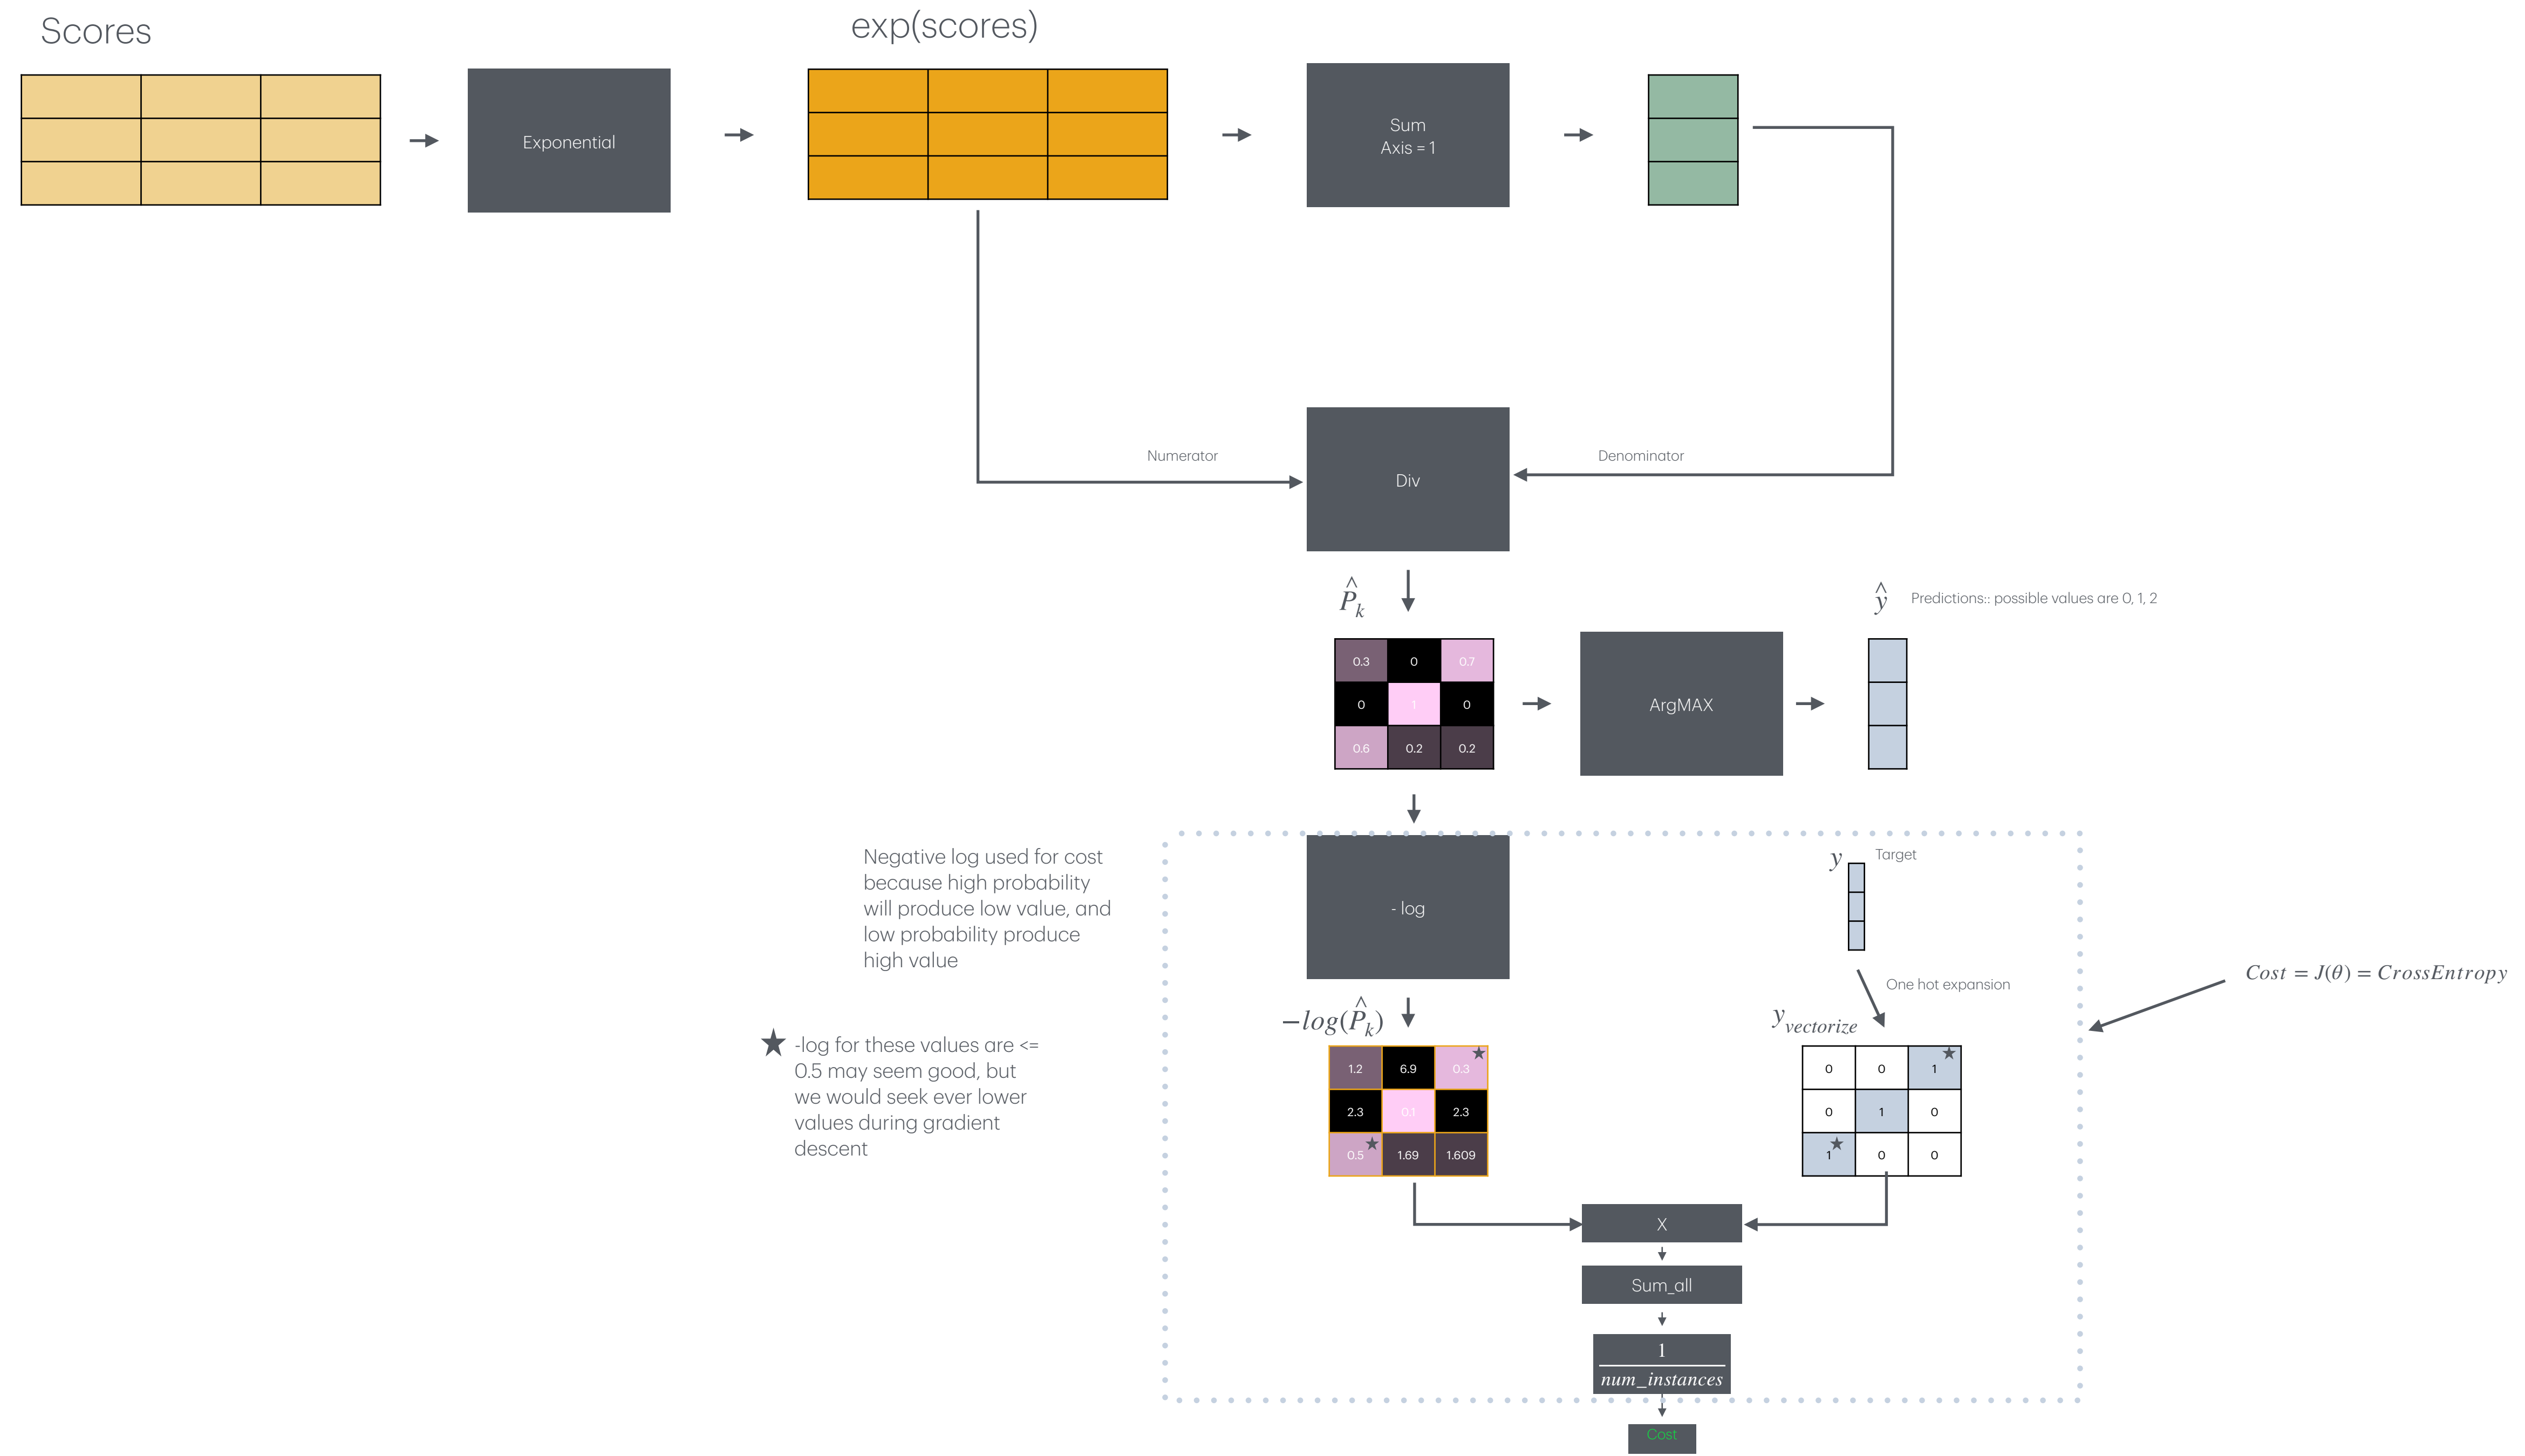 Scores
exp(scores)
Exponential
Sum
Axis = 1
Numerator
Denominator
Div
P̂k
ŷ
Predictions:: possible values are 0, 1, 2
0.3 0 0.7
0 1 0
0.6 0.2 0.2
ArgMAX
Negative log used for cost
because high probability
will produce low value, and
low probability produce
high value
- log
y
Target
One hot expansion
Cost = J(θ) = CrossEntropy
−log(P̂k)
yvectorize
★ -log for these values are <=
0.5 may seem good, but
we would seek ever lower
values during gradient
descent
1.2 6.9 0.3 ★
2.3 0.1 2.3
0.5 ★ 1.69 1.609
0 0 1 ★
0 1 0
1 ★ 0 0
X
Sum_all
1
num_instances
Cost